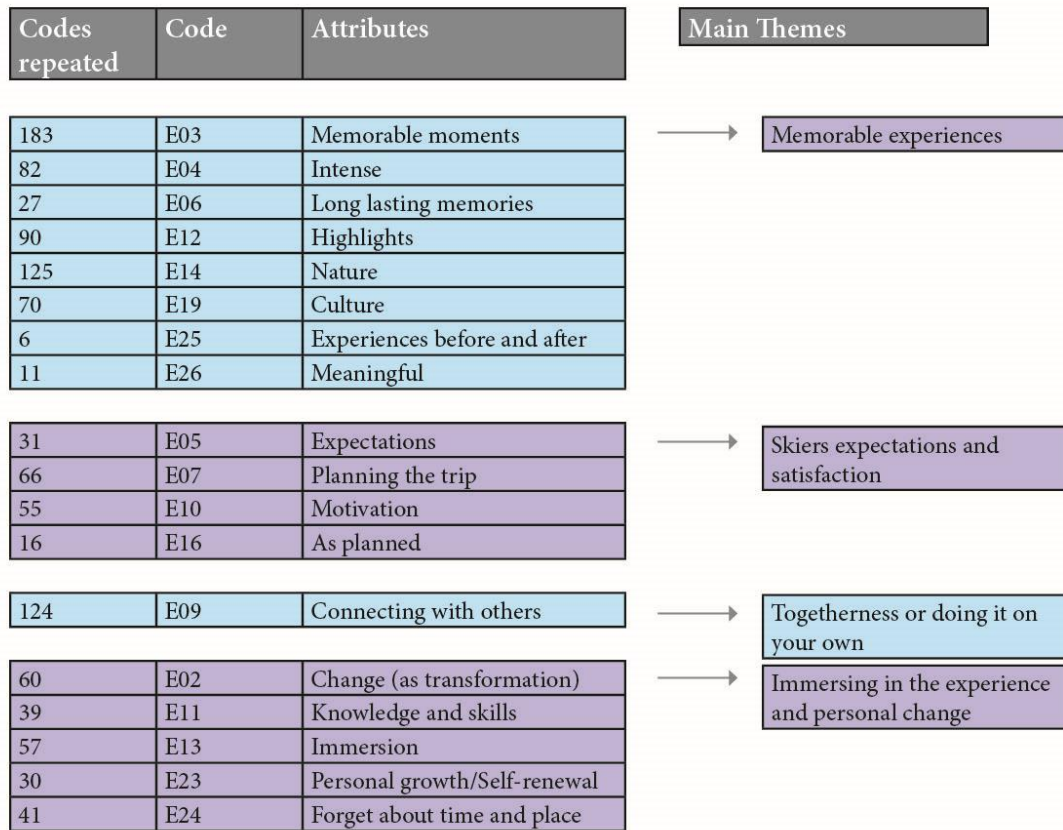 Codes repeated Code Attributes Main Themes
183 E03 Memorable moments Memorable experiences
82 E04 Intense
27 E06 Long lasting memories
90 E12 Highlights
125 E14 Nature
70 E19 Culture
6 E25 Experiences before and after
11 E26 Meaningful
31 E05 Expectations Skiers expectations and satisfaction
66 E07 Planning the trip
55 E10 Motivation
16 E16 As planned
124 E09 Connecting with others Togetherness or doing it on your own
60 E02 Change (as transformation) Immersing in the experience and personal change
39 E11 Knowledge and skills
57 E13 Immersion
30 E23 Personal growth/Self-renewal
41 E24 Forget about time and place